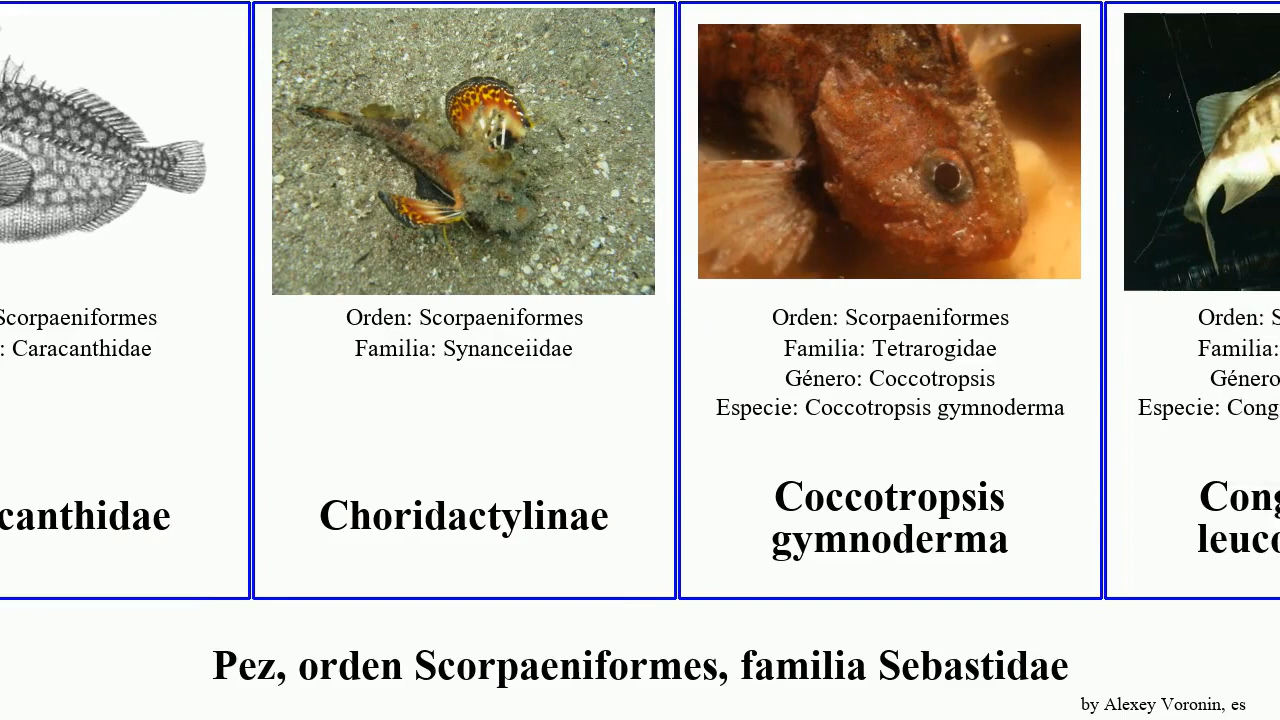 Scorpaeniformes
: Caracanthidae
canthidae
Orden: Scorpaeniformes
Familia: Synanceiidae
Choridactylinae
Orden: Scorpaeniformes
Familia: Tetrarogidae
Género: Coccotropsis
Especie: Coccotropsis gymnoderma
Coccotropsis
gymnoderma
Orden: S
Familia:
Género
Especie: Cong
Cong
leuco
Pez, orden Scorpaeniformes, familia Sebastidae
by Alexey Voronin, es